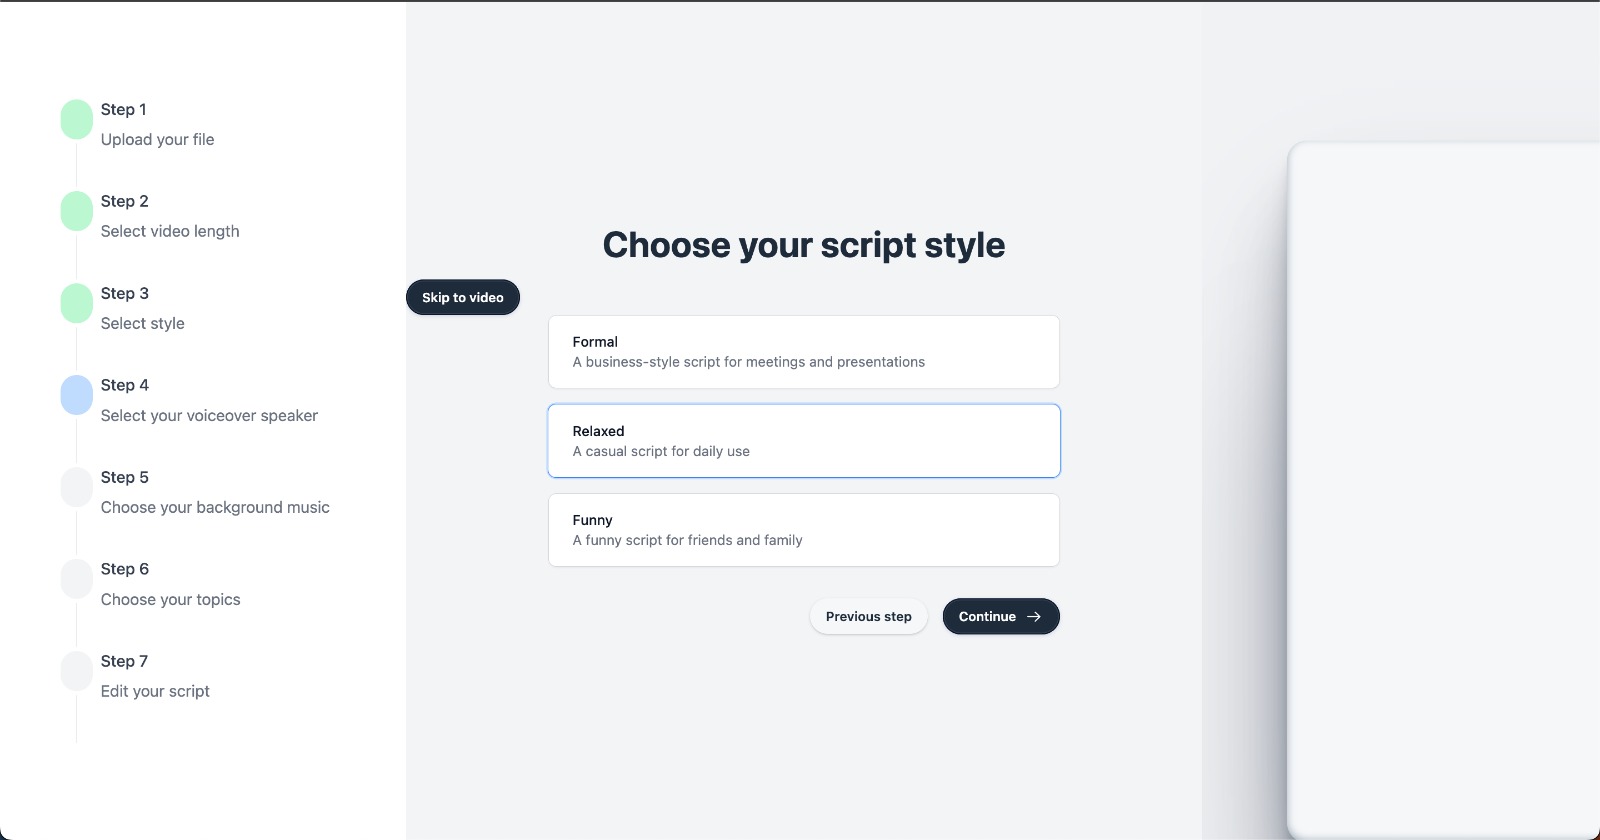 Step 1
Upload your file
Step 2
Select video length
Step 3
Select style
Step 4
Select your voiceover speaker
Step 5
Choose your background music
Step 6
Choose your topics
Step 7
Edit your script
Choose your script style
Skip to video
Formal
A business-style script for meetings and presentations
Relaxed
A casual script for daily use
Funny
A funny script for friends and family
Previous step
Continue →